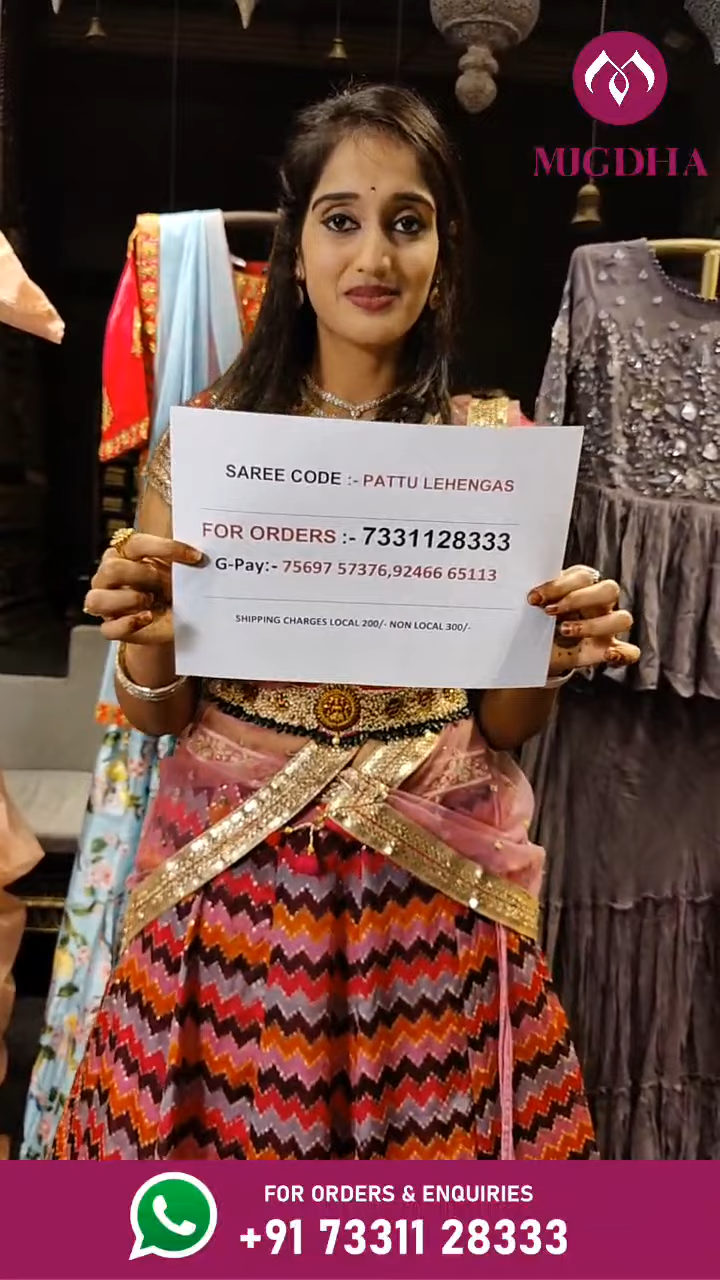 MUGDHA
SAREE CODE :- PATTU LEHENGAS
FOR ORDERS :- 7331128333
G-Pay:- 75697 57376,92466 65113
SHIPPING CHARGES LOCAL 200/- NON LOCAL 300/-
FOR ORDERS & ENQUIRIES
+91 73311 28333